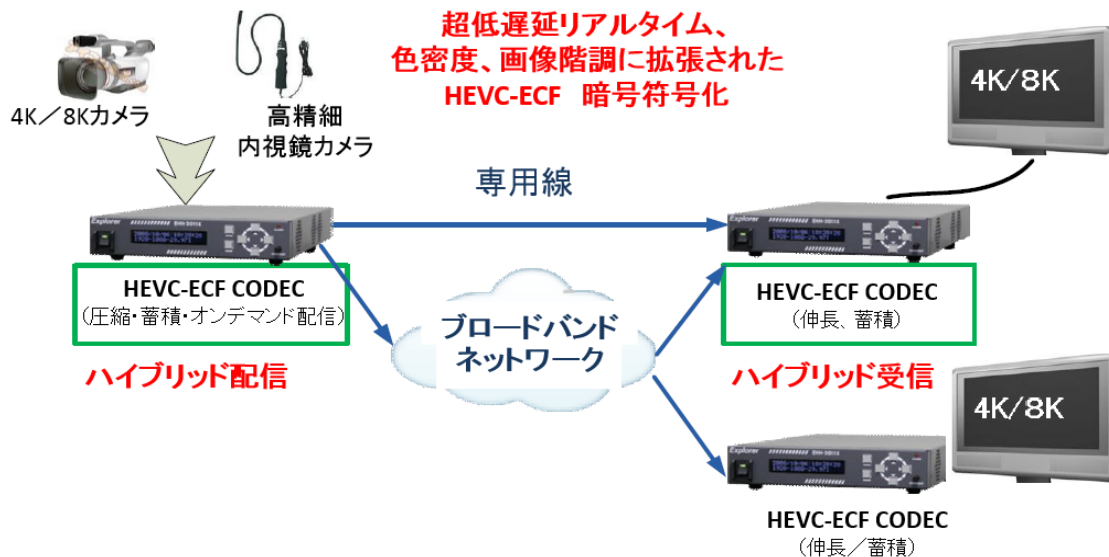 超低遅延リアルタイム、
色密度、画像階調に拡張された
HEVC-ECF 暗号符号化
4K/8K
4K／8Kカメラ
高精細
内視鏡カメラ
専用線
Explorer
Explorer
HEVC-ECF CODEC
（圧縮・蓄積・オンデマンド配信）
ハイブリッド配信
ブロードバンド
ネットワーク
HEVC-ECF CODEC
（伸長、蓄積）
ハイブリッド受信
4K/8K
Explorer
HEVC-ECF CODEC
（伸長／蓄積）